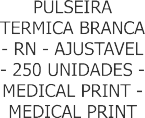 PULSEIRA
TERMICA BRANCA
- RN - AJUSTAVEL
- 250 UNIDADES -
MEDICAL PRINT -
MEDICAL PRINT